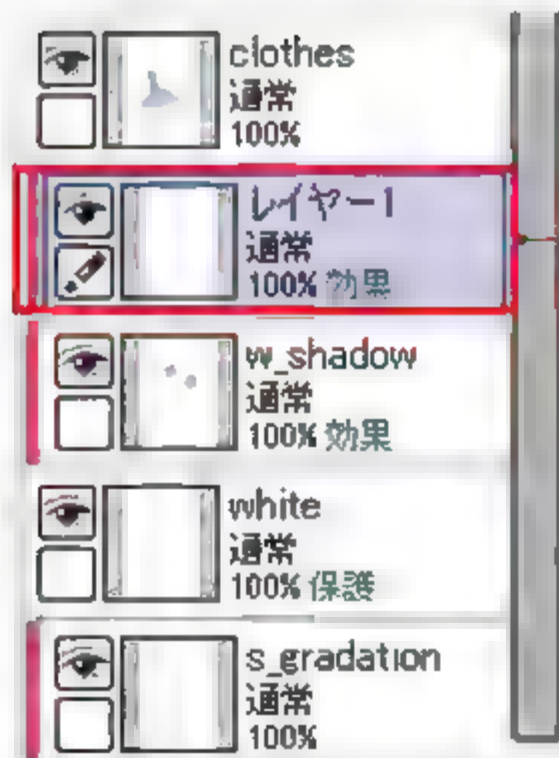 clothes
通常
100%
レイヤー1
通常
100% 効果
w_shadow
通常
100% 効果
white
通常
100% 保護
s_gradation
通常
100%